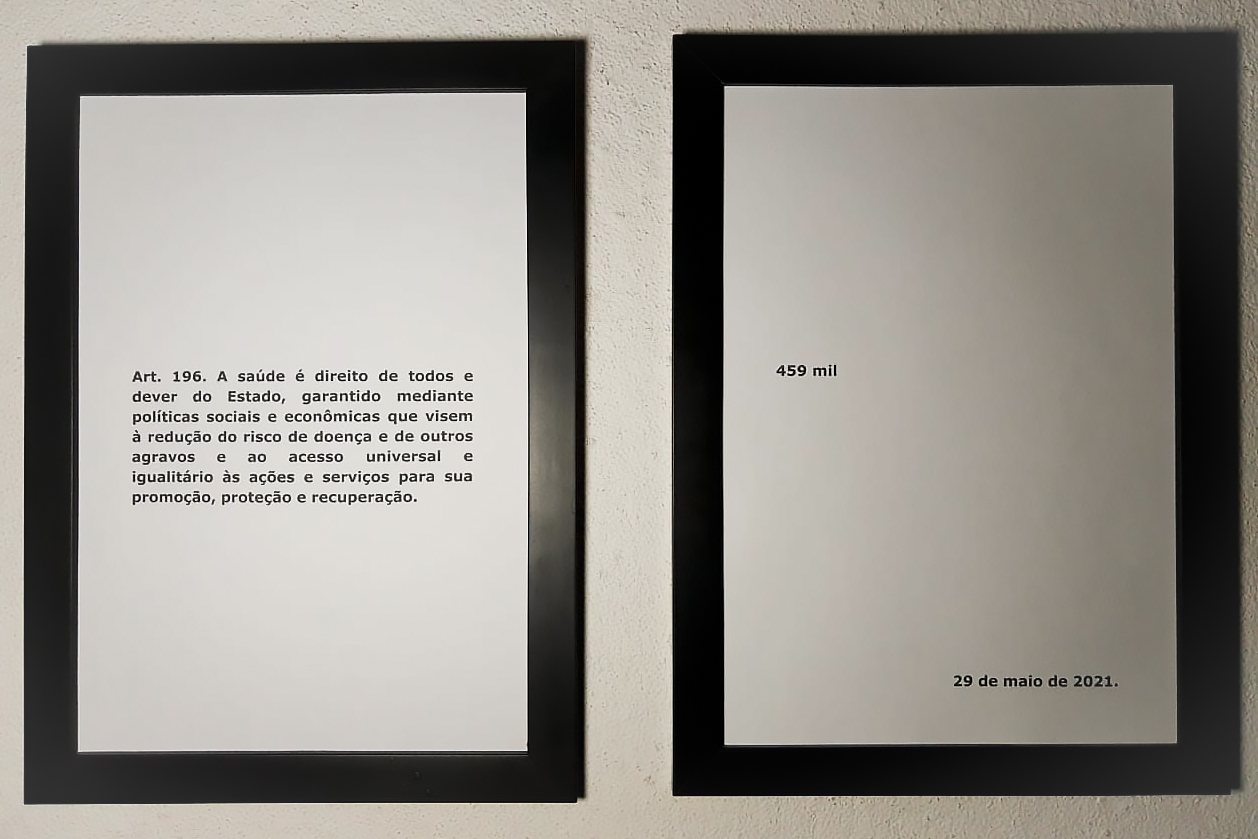 Art. 196. A saúde é direito de todos e
dever do Estado, garantido mediante
políticas sociais e econômicas que visem
à redução do risco de doença e de outros
agravos e ao acesso universal e
igualitário às ações e serviços para sua
promoção, proteção e recuperação.
459 mil
29 de maio de 2021.